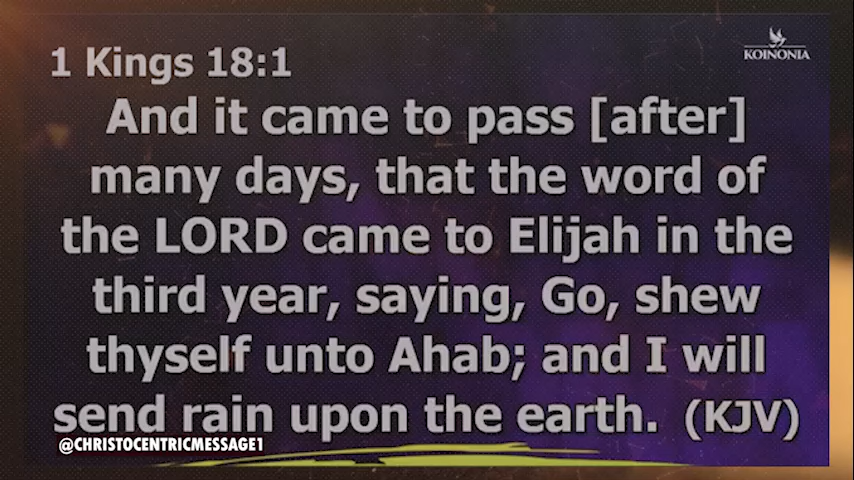 KOINONIA
1 Kings 18:1
And it came to pass [after]
many days, that the word of
the LORD came to Elijah in the
third year, saying, Go, shew
thyself unto Ahab; and I will
send rain upon the earth. (KJV)
@CHRISTOCENTRICMESSAGE1